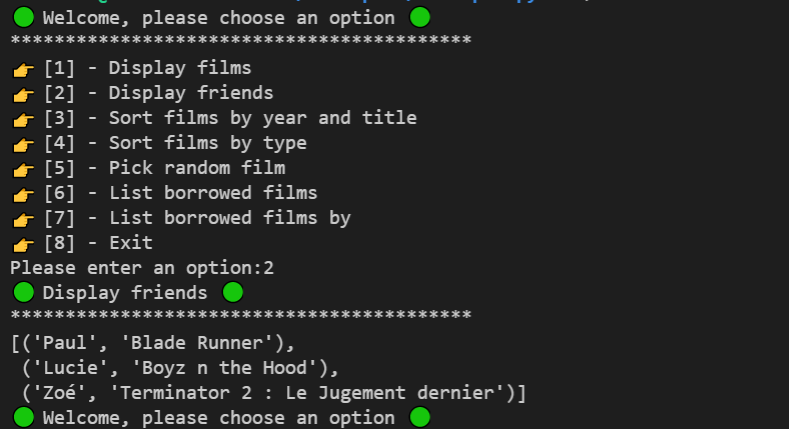 🟢 Welcome, please choose an option 🟢
******************************************
👉 [1] - Display films
👉 [2] - Display friends
👉 [3] - Sort films by year and title
👉 [4] - Sort films by type
👉 [5] - Pick random film
👉 [6] - List borrowed films
👉 [7] - List borrowed films by
👉 [8] - Exit
Please enter an option:2
🟢 Display friends 🟢
******************************************
[('Paul', 'Blade Runner'),
 ('Lucie', 'Boyz n the Hood'),
 ('Zoé', 'Terminator 2 : Le Jugement dernier')]
🟢 Welcome, please choose an option 🟢